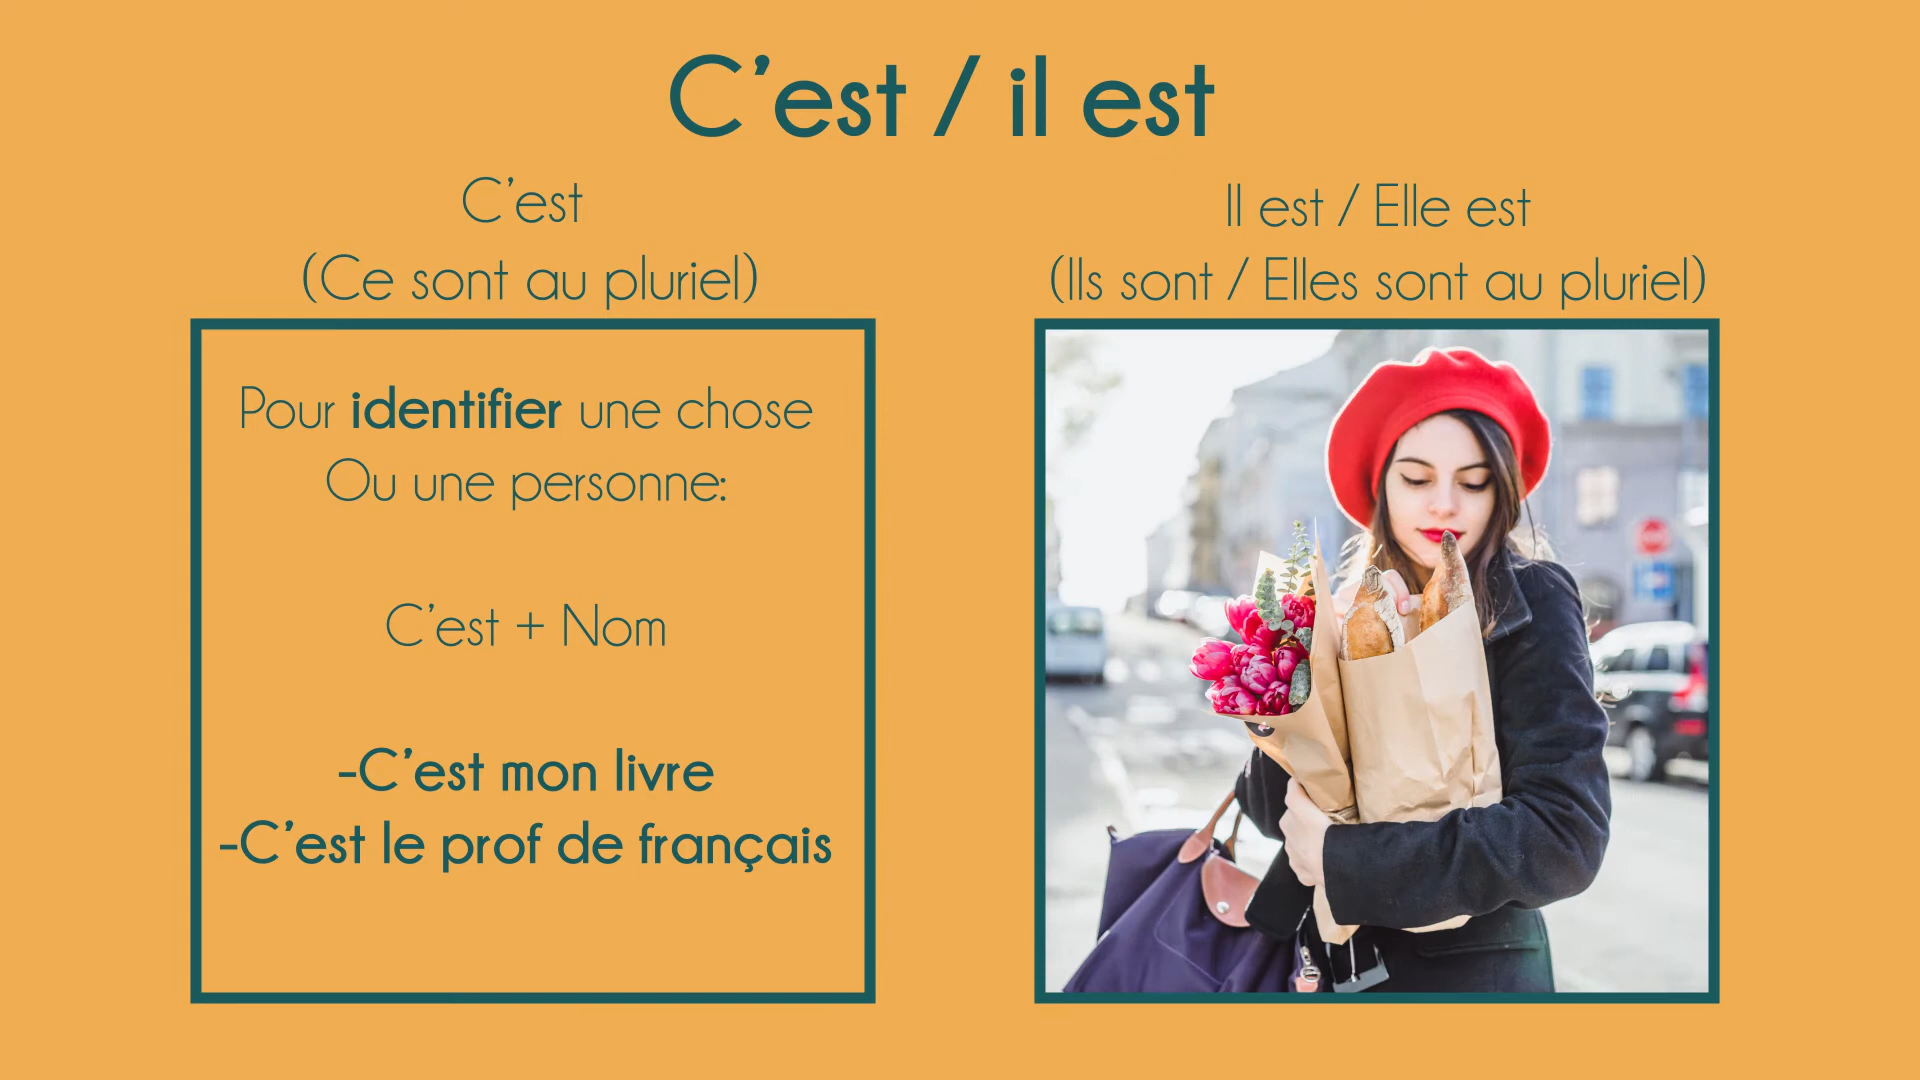 C'est / il est
C'est
(Ce sont au pluriel)
Il est / Elle est
(Ils sont / Elles sont au pluriel)
Pour identifier une chose
Ou une personne:
C'est + Nom
-C'est mon livre
-C'est le prof de français